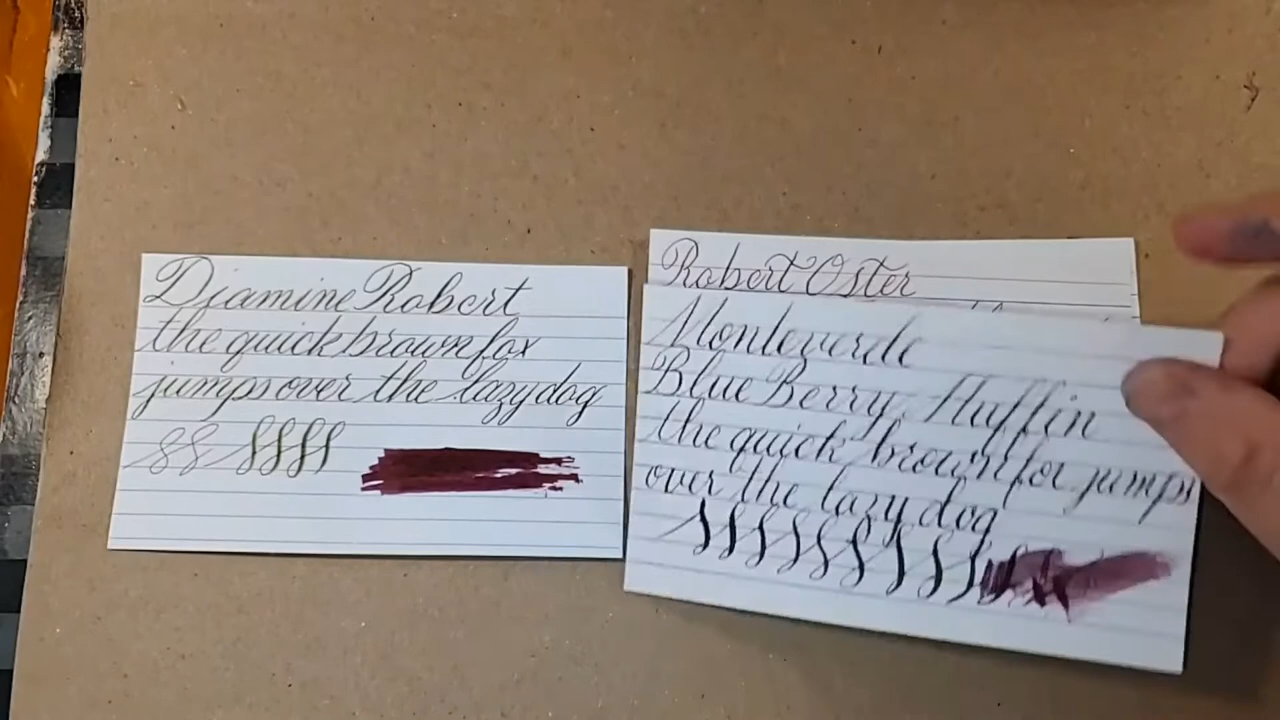 Diamine Robert
the quick brown fox
jumps over the lazy dog
Robert Oster
Monteverde
Blue Berry Muffin
the quick brown fox jumps
over the lazy dog